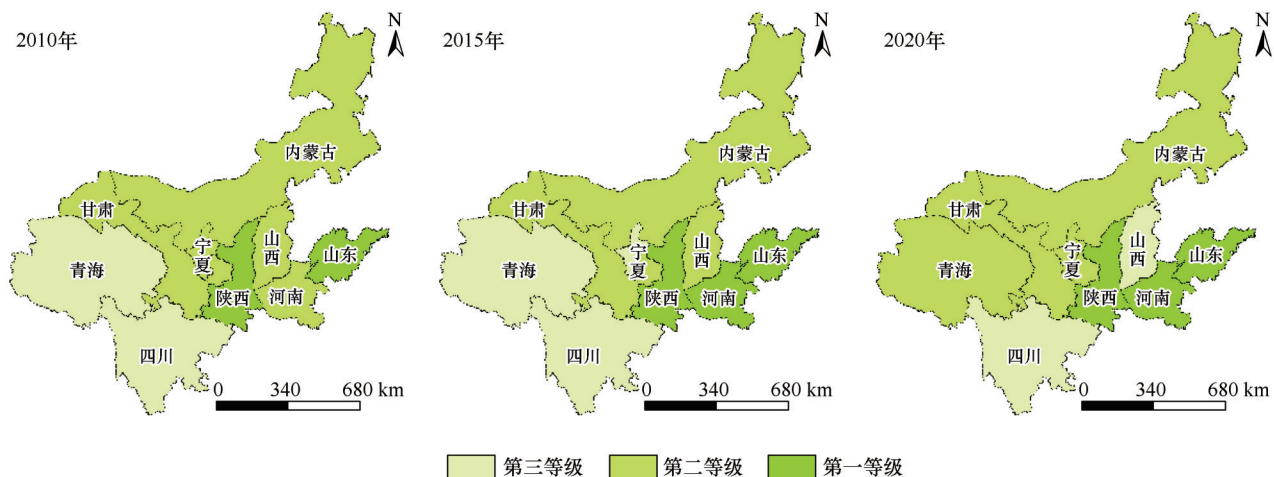 2010年
N
内蒙古
甘肃
宁夏
山西
山东
青海
陕西
河南
四川
0 340 680 km
2015年
N
内蒙古
甘肃
宁夏
山西
山东
青海
陕西
河南
四川
0 340 680 km
2020年
N
内蒙古
甘肃
宁夏
山西
山东
青海
陕西
河南
四川
0 340 680 km
第三等级 第二等级 第一等级